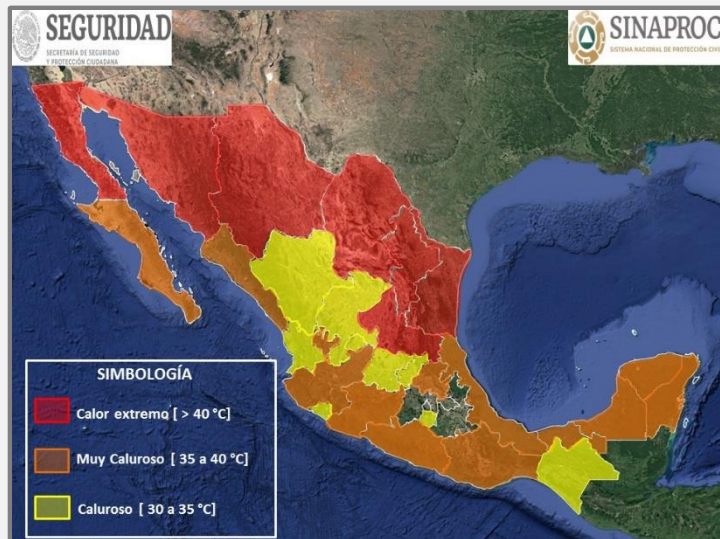 SEGURIDAD
SECRETARÍA DE SEGURIDAD
Y PROTECCIÓN CIUDADANA
SINAPROC
SISTEMA NACIONAL DE PROTECCIÓN CIVIL
SIMBOLOGÍA
Calor extremo [ > 40 °C]
Muy Caluroso [ 35 a 40 °C]
Caluroso [ 30 a 35 °C]